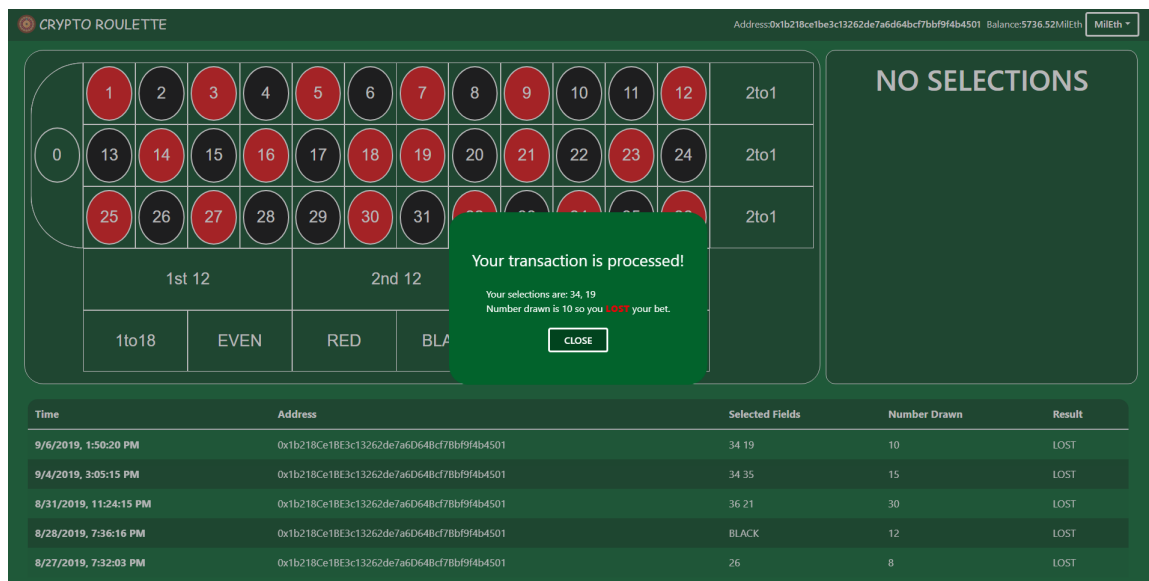 CRYPTO ROULETTE Address:0x1b218ce1be3c13262de7a6d64bcf7bbf9f4b4501 Balance:5736.52MilEth MilEth
1 2 3 4 5 6 7 8 9 10 11 12 2to1
NO SELECTIONS
0 13 14 15 16 17 18 19 20 21 22 23 24 2to1
25 26 27 28 29 30 31 2to1
1st 12 2nd 12
1to18 EVEN RED BLA
Your transaction is processed!
Your selections are: 34, 19
Number drawn is 10 so you LOST your bet.
CLOSE
Time Address Selected Fields Number Drawn Result
9/6/2019, 1:50:20 PM 0x1b218Ce1BE3c13262de7a6D64Bcf7Bbf9f4b4501 34 19 10 LOST
9/4/2019, 3:05:15 PM 0x1b218Ce1BE3c13262de7a6D64Bcf7Bbf9f4b4501 34 35 15 LOST
8/31/2019, 11:24:15 PM 0x1b218Ce1BE3c13262de7a6D64Bcf7Bbf9f4b4501 36 21 30 LOST
8/28/2019, 7:36:16 PM 0x1b218Ce1BE3c13262de7a6D64Bcf7Bbf9f4b4501 BLACK 12 LOST
8/27/2019, 7:32:03 PM 0x1b218Ce1BE3c13262de7a6D64Bcf7Bbf9f4b4501 26 8 LOST